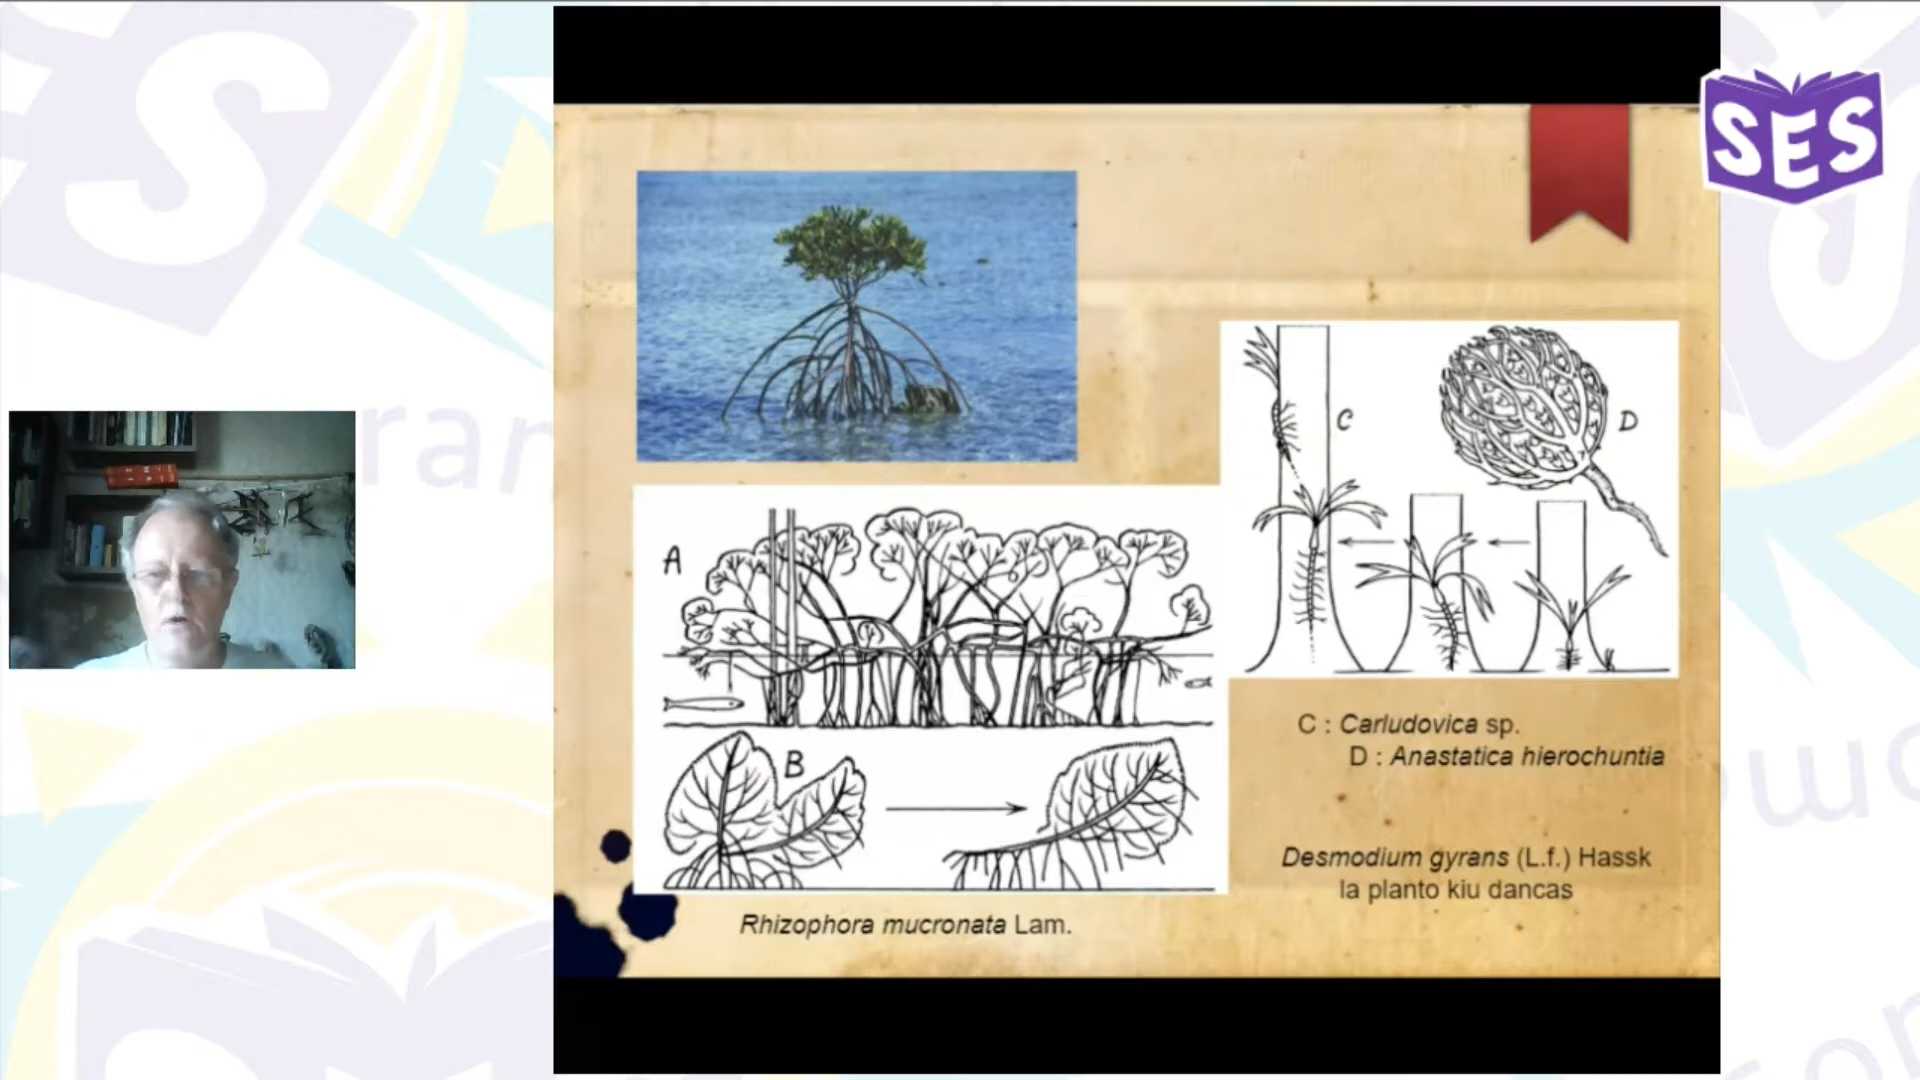 SES
A
B
C
D
C : Carludovica sp.
D : Anastatica hierochuntia
Desmodium gyrans (L.f.) Hassk
la planto kiu dancas
Rhizophora mucronata Lam.